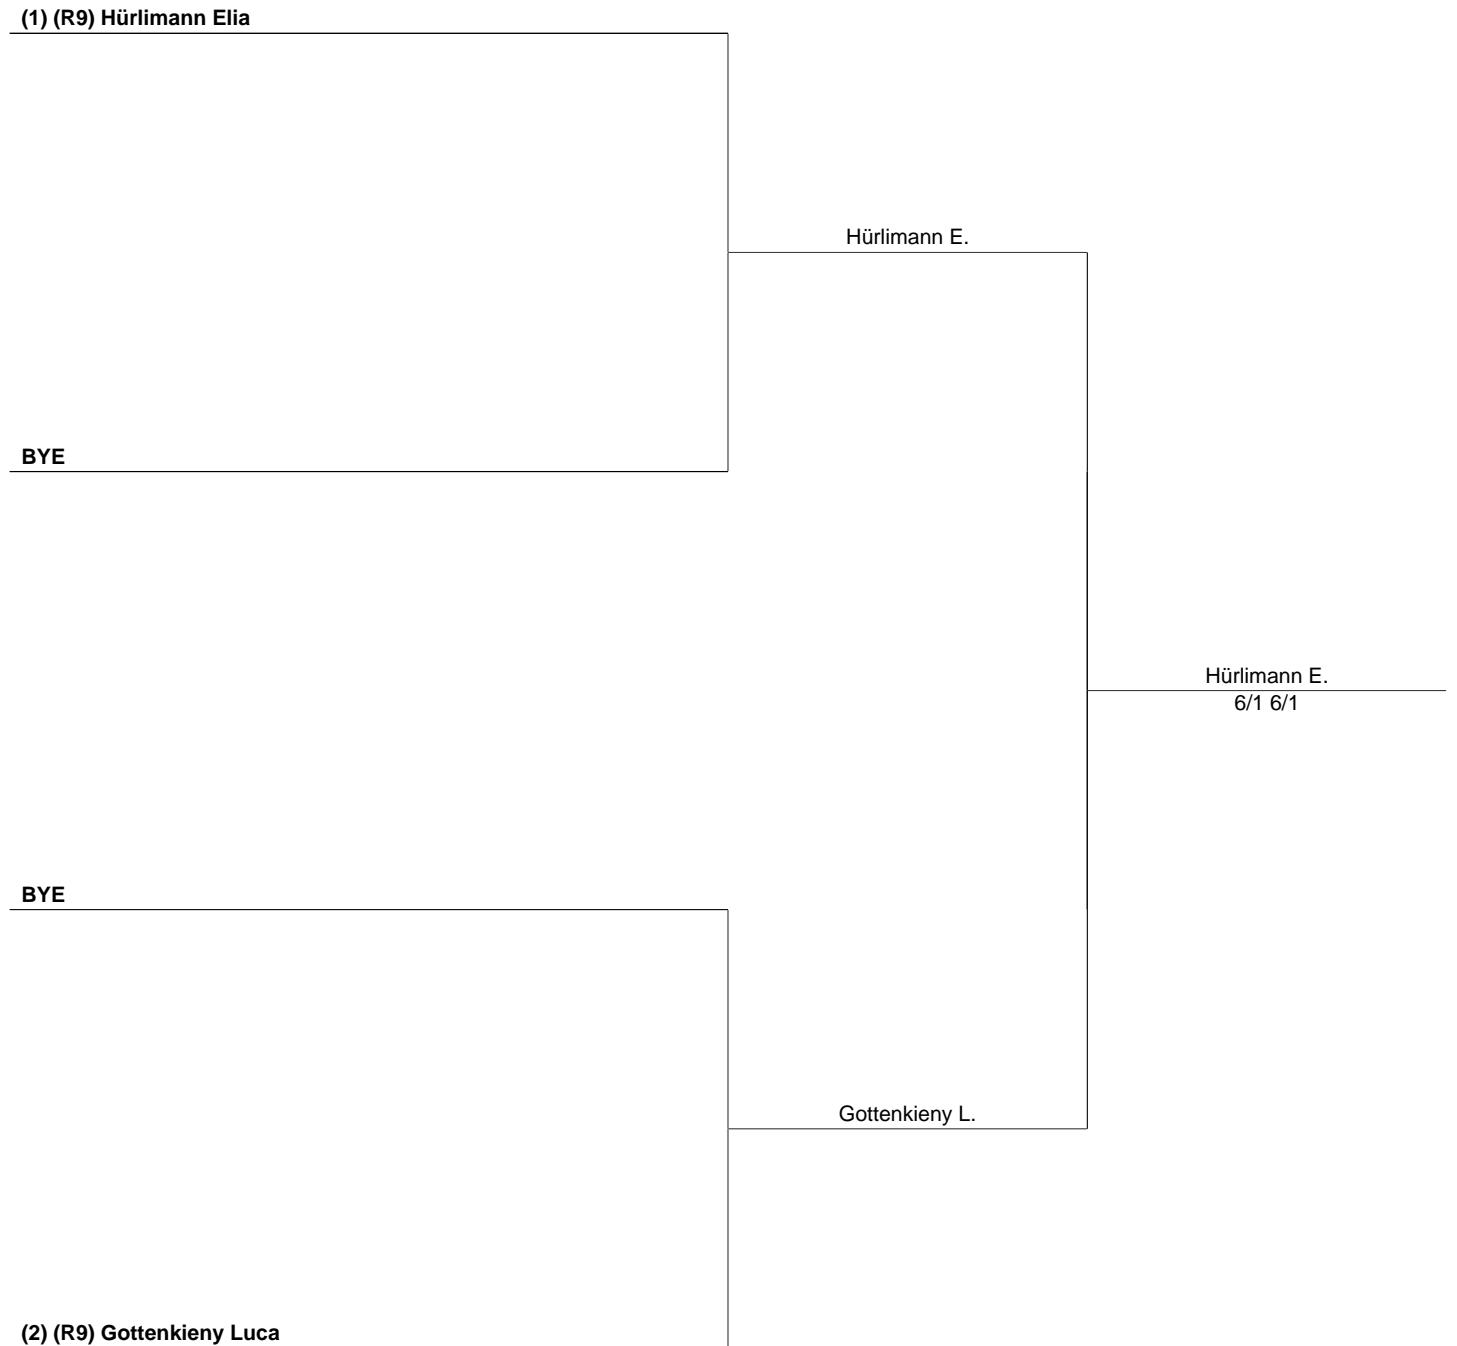 (1) (R9) Hürlimann Elia
Hürlimann E.
BYE
Hürlimann E.
6/1 6/1
BYE
Gottenkieny L.
(2) (R9) Gottenkieny Luca